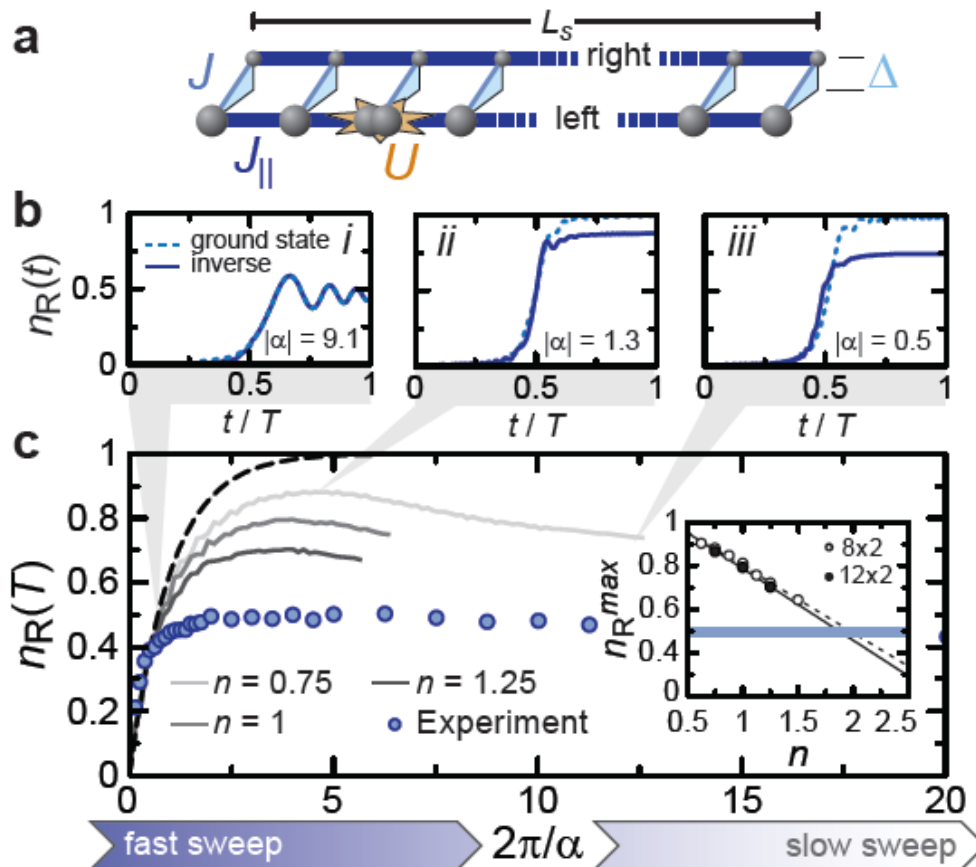 a
L_s
right
J
Δ
left
J_||
U
b
n_R(t)
1
0.5
0
ground state
inverse
i
|α| = 9.1
0
0.5
1
t / T
ii
|α| = 1.3
0
0.5
1
t / T
iii
|α| = 0.5
0
0.5
1
t / T
c
n_R(T)
1
0.8
0.6
0.4
0.2
0
n = 0.75
n = 1.25
n = 1
Experiment
n_R^max
1
0.8
0.6
0.4
0
8x2
12x2
0.5
1
1.5
2
2.5
n
0
5
10
15
20
fast sweep
2π/α
slow sweep